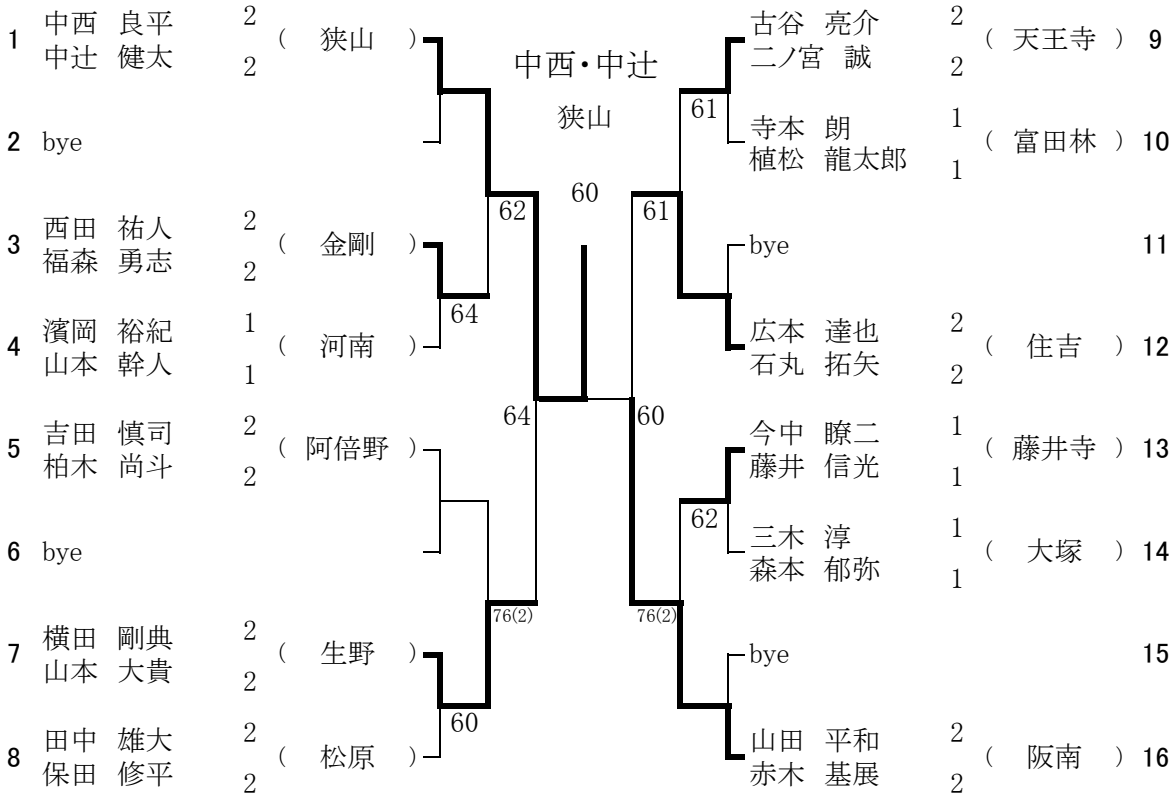 中西・中辻
狭山
60
1 中西 良平 2 ( 狭山 )
中辻 健太 2
2 bye
62
3 西田 祐人 2 ( 金剛 )
福森 勇志 2
64
4 濱岡 裕紀 1 ( 河南 )
山本 幹人 1
64
5 吉田 慎司 2 ( 阿倍野 )
柏木 尚斗 2
6 bye
76(2)
7 横田 剛典 2 ( 生野 )
山本 大貴 2
60
8 田中 雄大 2 ( 松原 )
保田 修平 2
古谷 亮介 2 ( 天王寺 ) 9
二ノ宮 誠 2
61
寺本 朗 1 ( 富田林 ) 10
植松 龍太郎 1
61
bye 11
広本 達也 2 ( 住吉 ) 12
石丸 拓矢 2
60
今中 瞭二 1 ( 藤井寺 ) 13
藤井 信光 1
62
三木 淳 1 ( 大塚 ) 14
森本 郁弥 1
76(2)
bye 15
山田 平和 2 ( 阪南 ) 16
赤木 基展 2